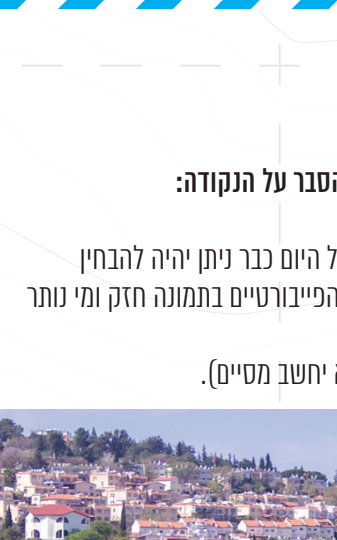 הסבר על הנקודה:
ל היום כבר ניתן יהיה להבחין
הפייבורטיים בתמונה חזק ומי נותר
א יחשב מסיים).